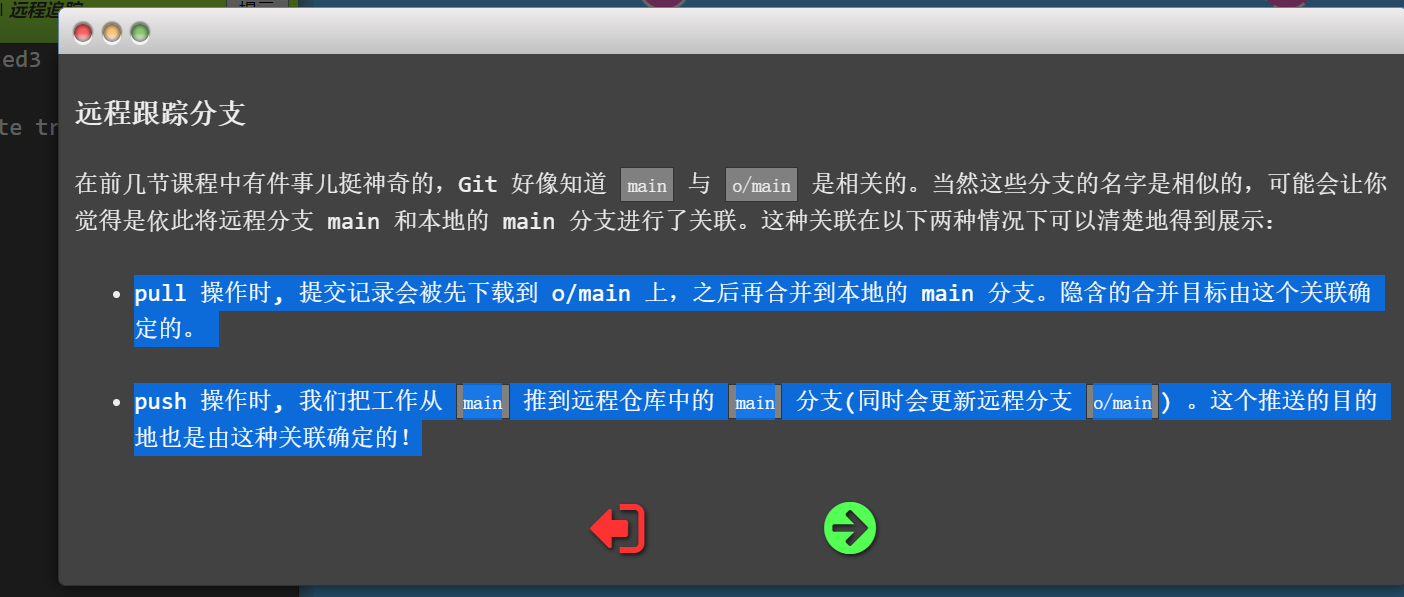 远程追踪
提示
ed3
te tr
远程跟踪分支
在前几节课程中有件事儿挺神奇的，Git 好像知道 main 与 o/main 是相关的。当然这些分支的名字是相似的，可能会让你
觉得是依此将远程分支 main 和本地的 main 分支进行了关联。这种关联在以下两种情况下可以清楚地得到展示：
pull 操作时, 提交记录会被先下载到 o/main 上，之后再合并到本地的 main 分支。隐含的合并目标由这个关联确
定的。
push 操作时, 我们把工作从 main 推到远程仓库中的 main 分支(同时会更新远程分支 o/main) 。这个推送的目的
地也是由这种关联确定的！